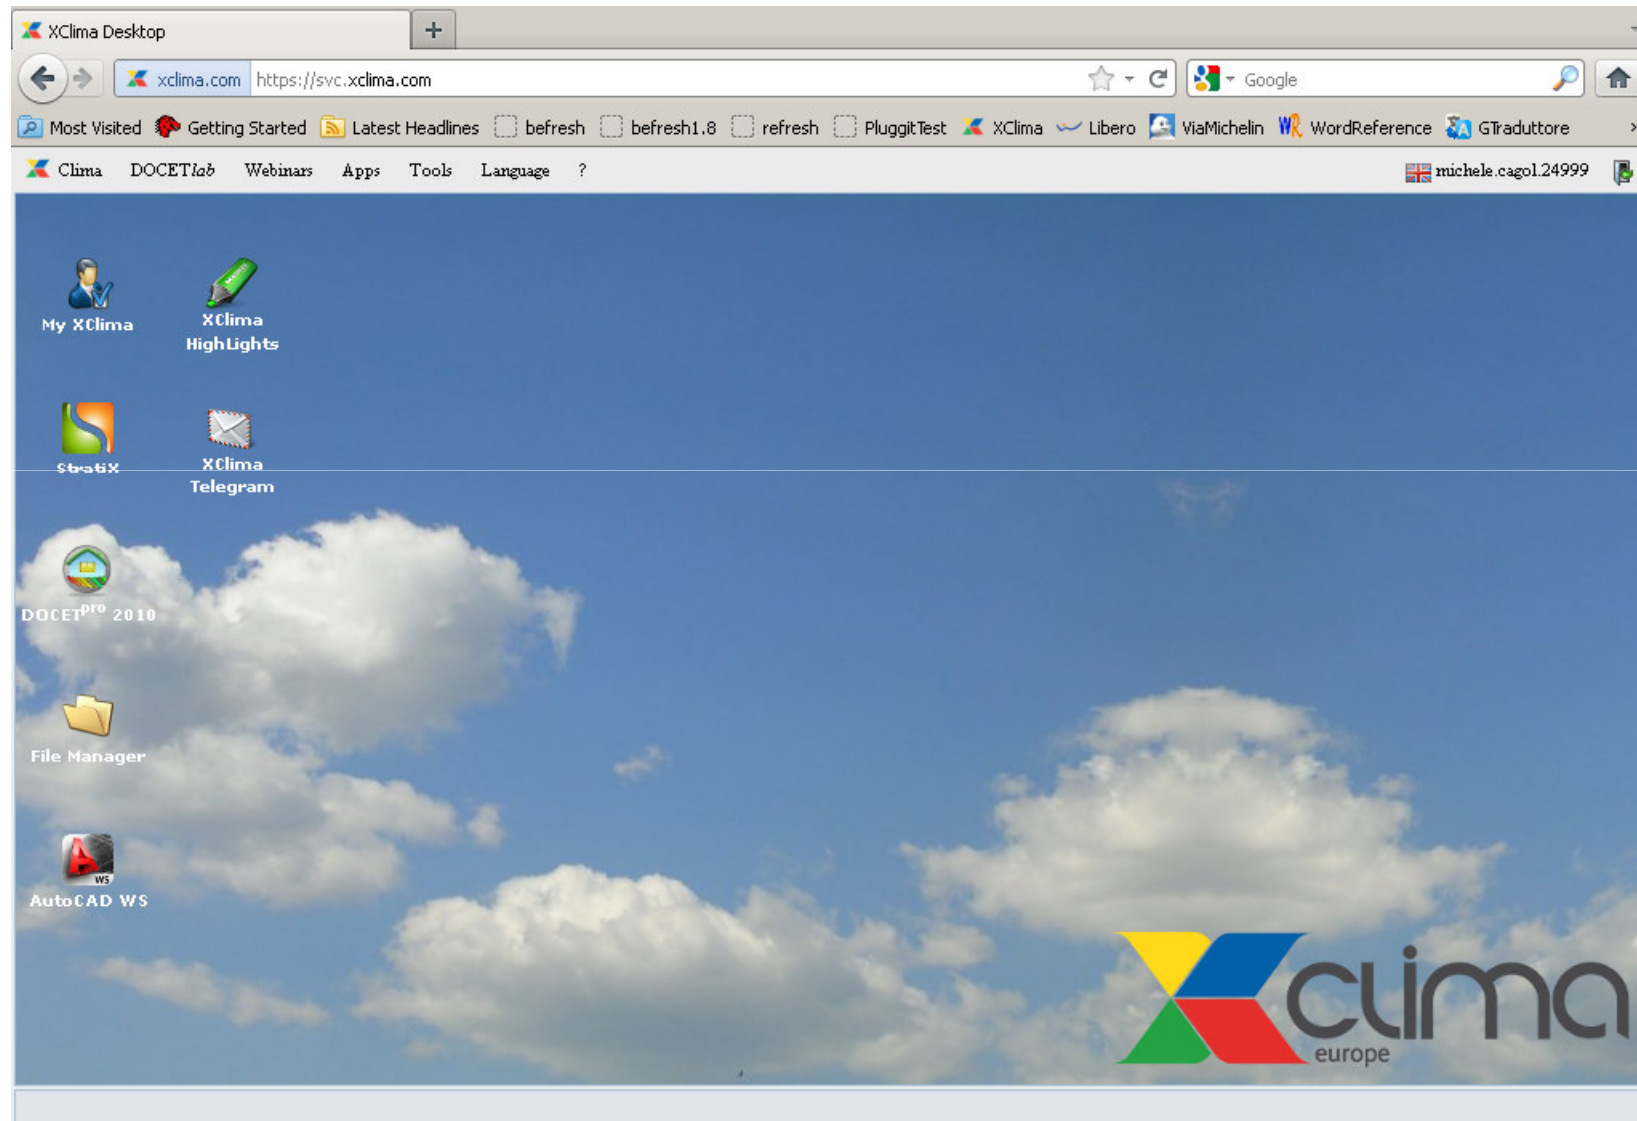 XClima Desktop
xclima.com https://svc.xclima.com Google
Most Visited Getting Started Latest Headlines befresh befresh1.8 refresh PluggitTest XClima Libero ViaMichelin WordReference GTraduttore
Clima DOCETlab Webinars Apps Tools Language ? michele.cagol.24999
My XClima
XClima
HighLights
StratiX
XClima
Telegram
DOCETpro 2010
File Manager
WS
AutoCAD WS
xclima
europe